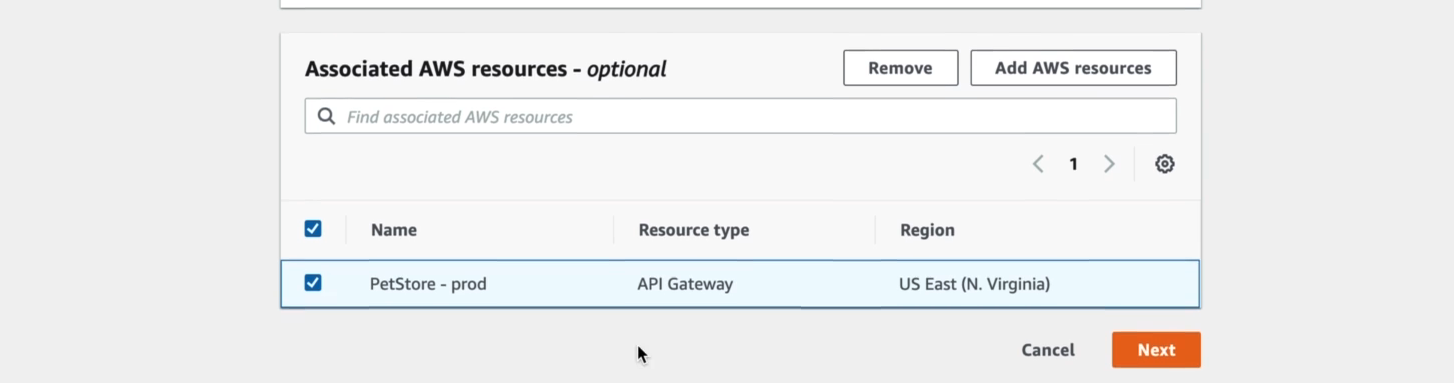 Associated AWS resources - optional
Remove
Add AWS resources
Find associated AWS resources
1
Name Resource type Region
PetStore - prod API Gateway US East (N. Virginia)
Cancel Next